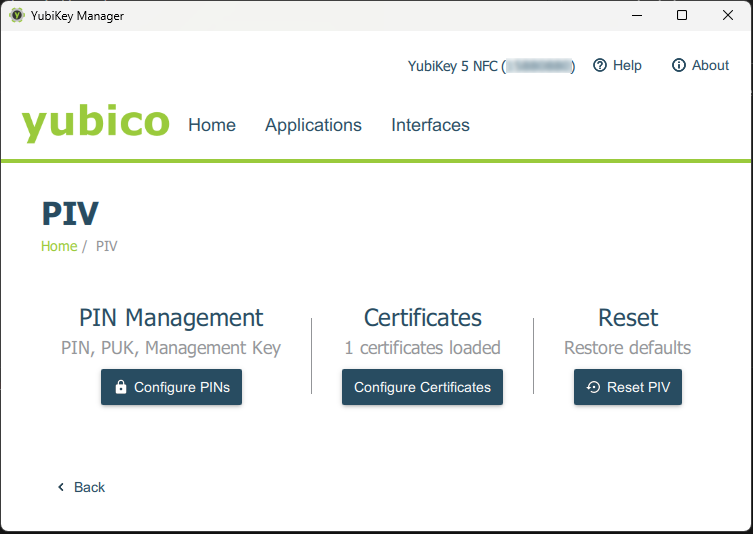 YubiKey Manager
YubiKey 5 NFC ( ) Help About
yubico Home Applications Interfaces
PIV
Home / PIV
PIN Management Certificates Reset
PIN, PUK, Management Key 1 certificates loaded Restore defaults
Configure PINs Configure Certificates Reset PIV
Back